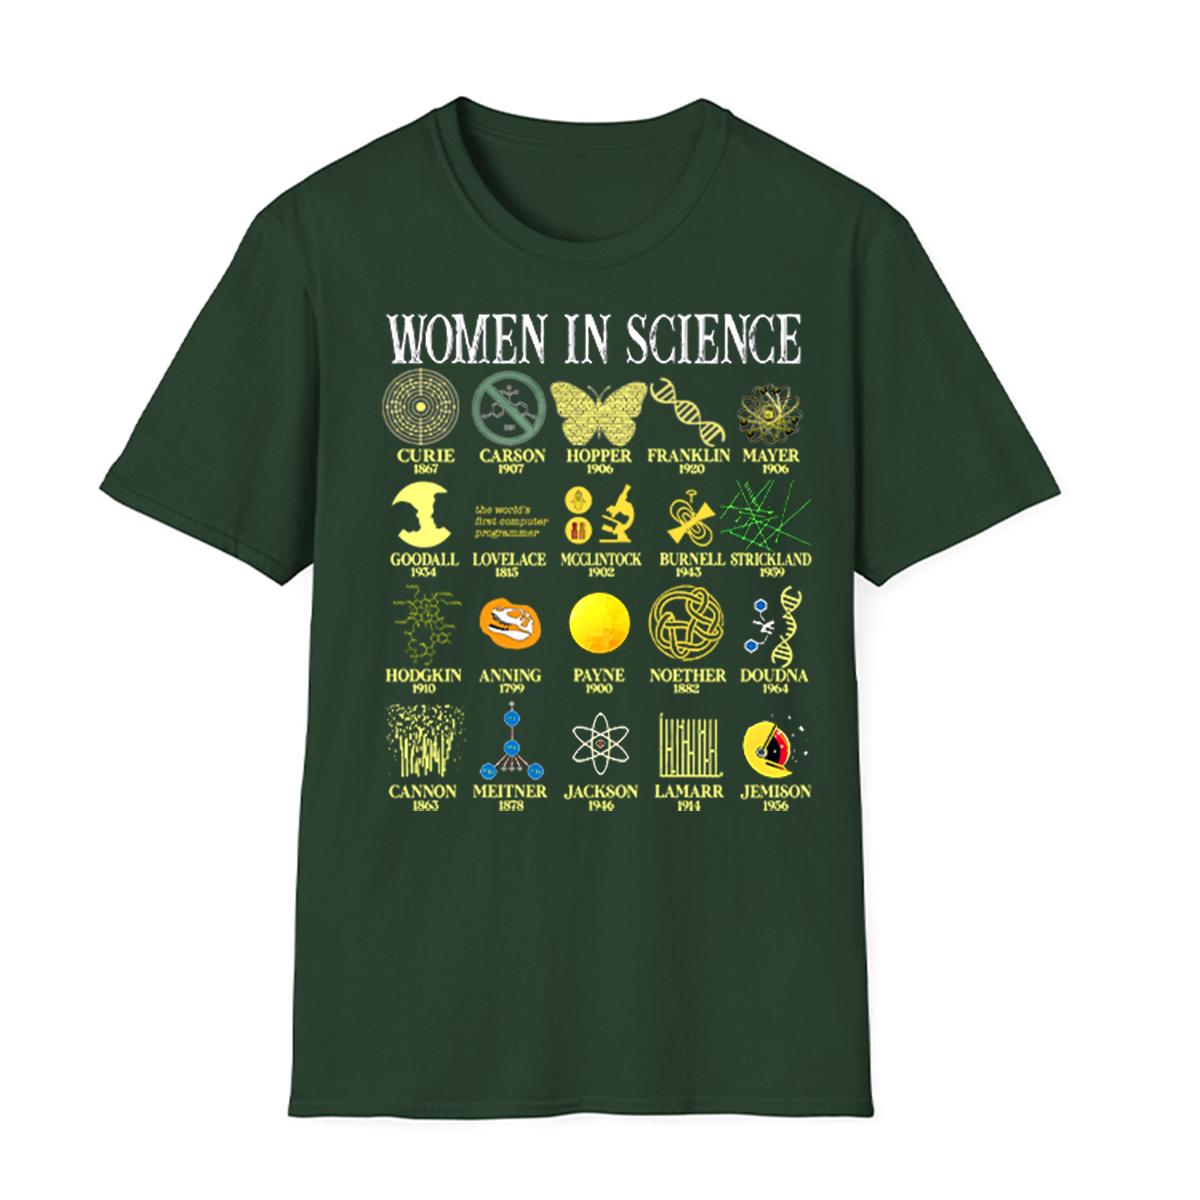 WOMEN IN SCIENCE
CURIE CARSON HOPPER FRANKLIN MAYER
1867 1907 1906 1920 1906
the world's
first computer
programmer
GOODALL LOVELACE MCCLINTOCK BURNELL STRICKLAND
1934 1815 1902 1943 1959
HODGKIN ANNING PAYNE NOETHER DOUDNA
1910 1799 1900 1882 1964
CANNON MEITNER JACKSON LAMARR JEMISON
1863 1878 1946 1914 1956